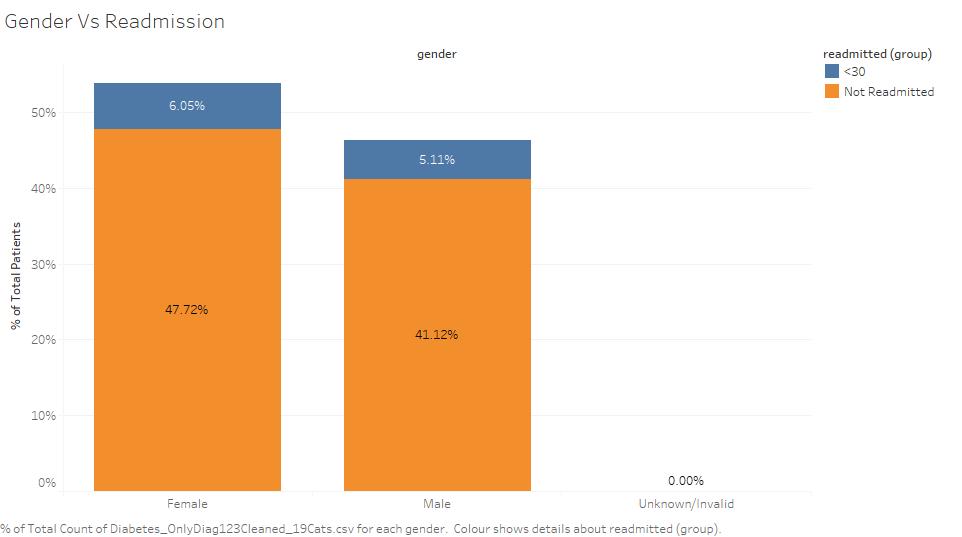 Gender Vs Readmission
gender
readmitted (group)
<30
Not Readmitted
% of Total Patients
50%
40%
30%
20%
10%
0%
6.05%
47.72%
5.11%
41.12%
0.00%
Female
Male
Unknown/Invalid
% of Total Count of Diabetes_OnlyDiag123Cleaned_19Cats.csv for each gender. Colour shows details about readmitted (group).